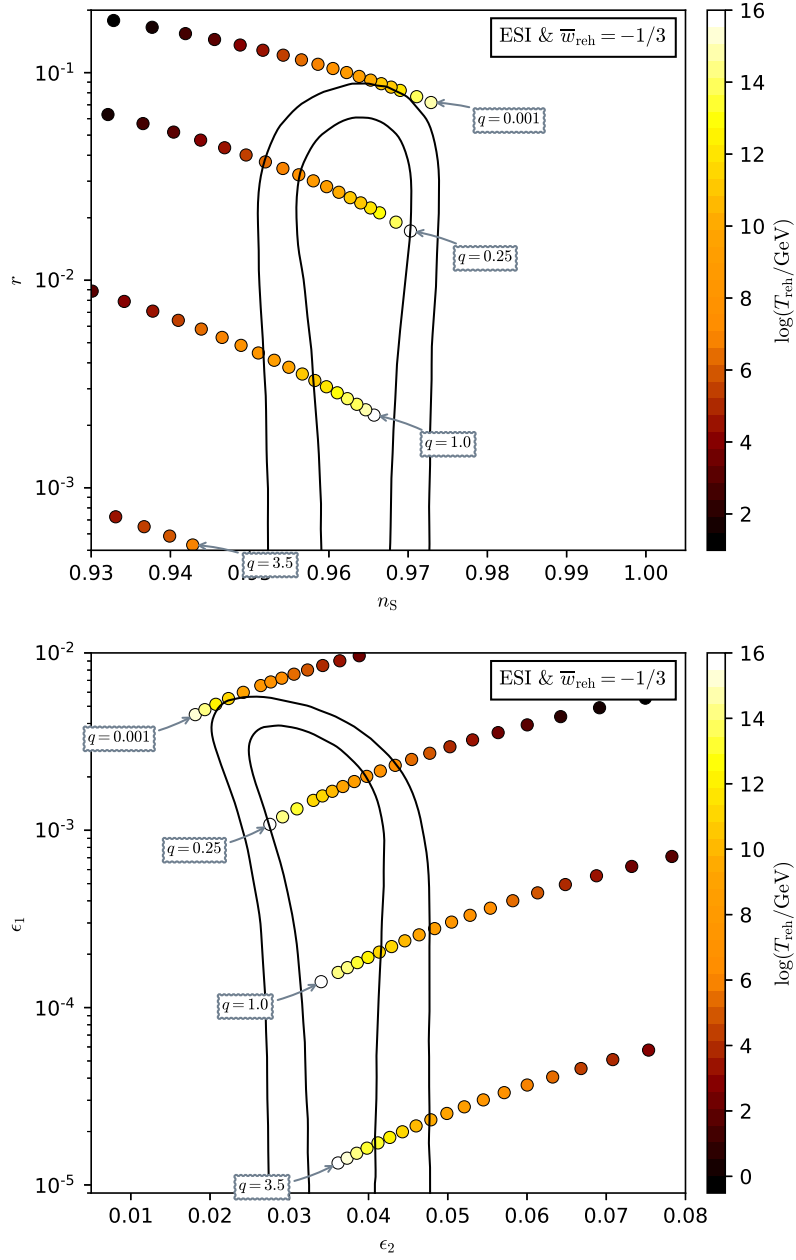 ESI & w̅reh = −1/3
q = 0.001
q = 0.25
q = 1.0
q = 3.5
10-1
10-2
10-3
r
0.93 0.94 0.96 0.97 0.98 0.99 1.00
nS
16
14
12
10
8
6
4
2
log(Treh/GeV)
ESI & w̅reh = −1/3
q = 0.001
q = 0.25
q = 1.0
q = 3.5
10-2
10-3
10-4
10-5
ϵ1
0.01 0.02 0.03 0.04 0.05 0.06 0.07 0.08
ϵ2
16
14
12
10
8
6
4
2
0
log(Treh/GeV)